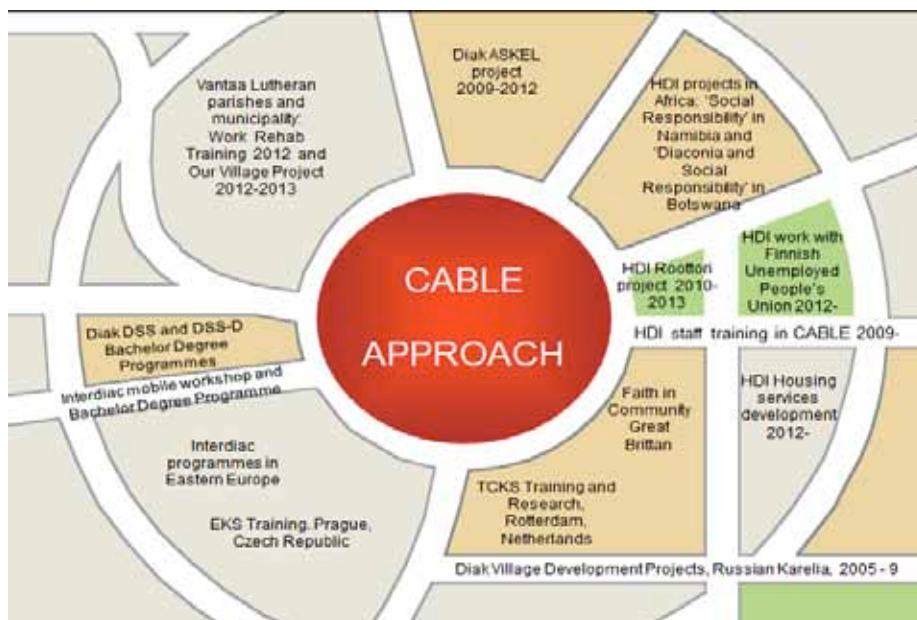 Vantaa Lutheran
parishes and
municipality:
Work Rehab
Training 2012 and
Our Village Project
2012-2013
Diak ASKEL
project
2009-2012
HDI projects in
Africa: 'Social
Responsibility' in
Namibia and
'Diaconia and
Social
Responsibility' in
Botswana
CABLE
APPROACH
HDI Roottori
project 2010-
2013
HDI work with
Finnish
Unemployed
People's
Union 2012-
HDI staff training in CABLE 2009-
Diak DSS and DSS-D
Bachelor Degree
Programmes
Interdiac mobile workshop and
Bachelor Degree Programme
Interdiac
programmes in
Eastern Europe
EKS Training. Prague,
Czech Republic
Faith in
Community
Great
Brittan
TCKS Training and
Research,
Rotterdam,
Netherlands
HDI Housing
services
development
2012-
Diak Village Development Projects, Russian Karelia, 2005 - 9